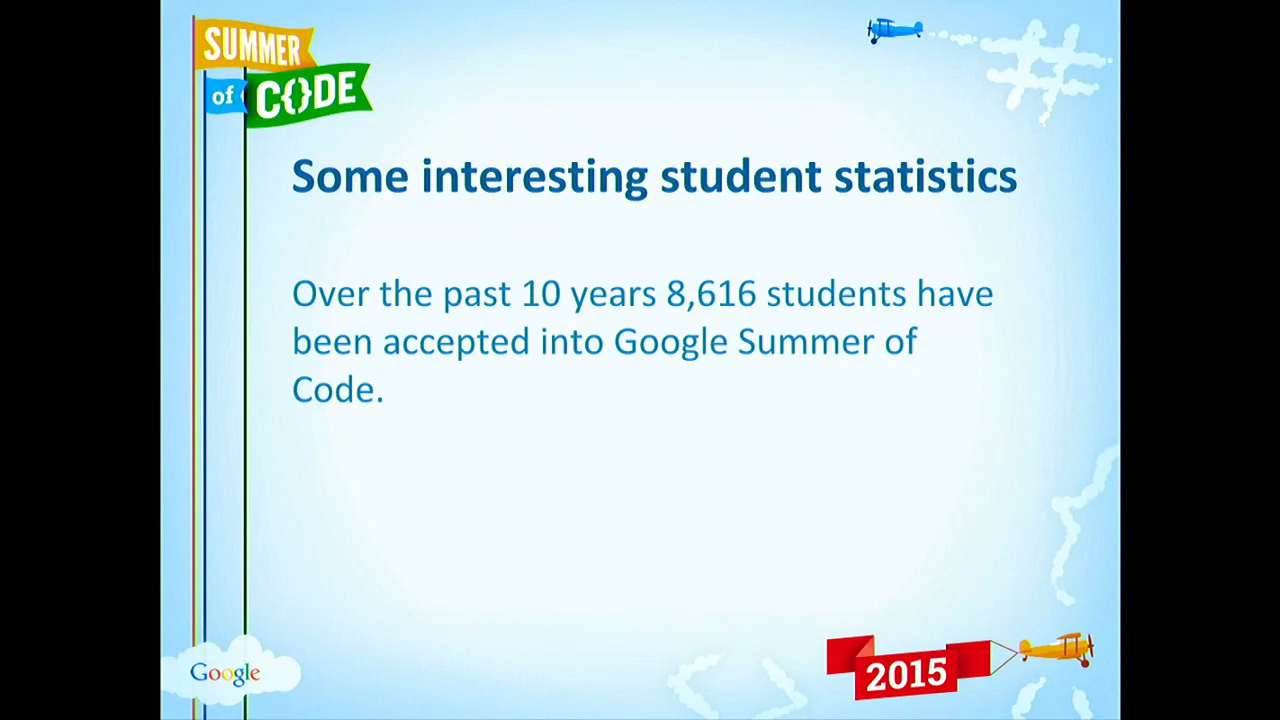 SUMMER
of CODE
Some interesting student statistics
Over the past 10 years 8,616 students have
been accepted into Google Summer of
Code.
Google
2015